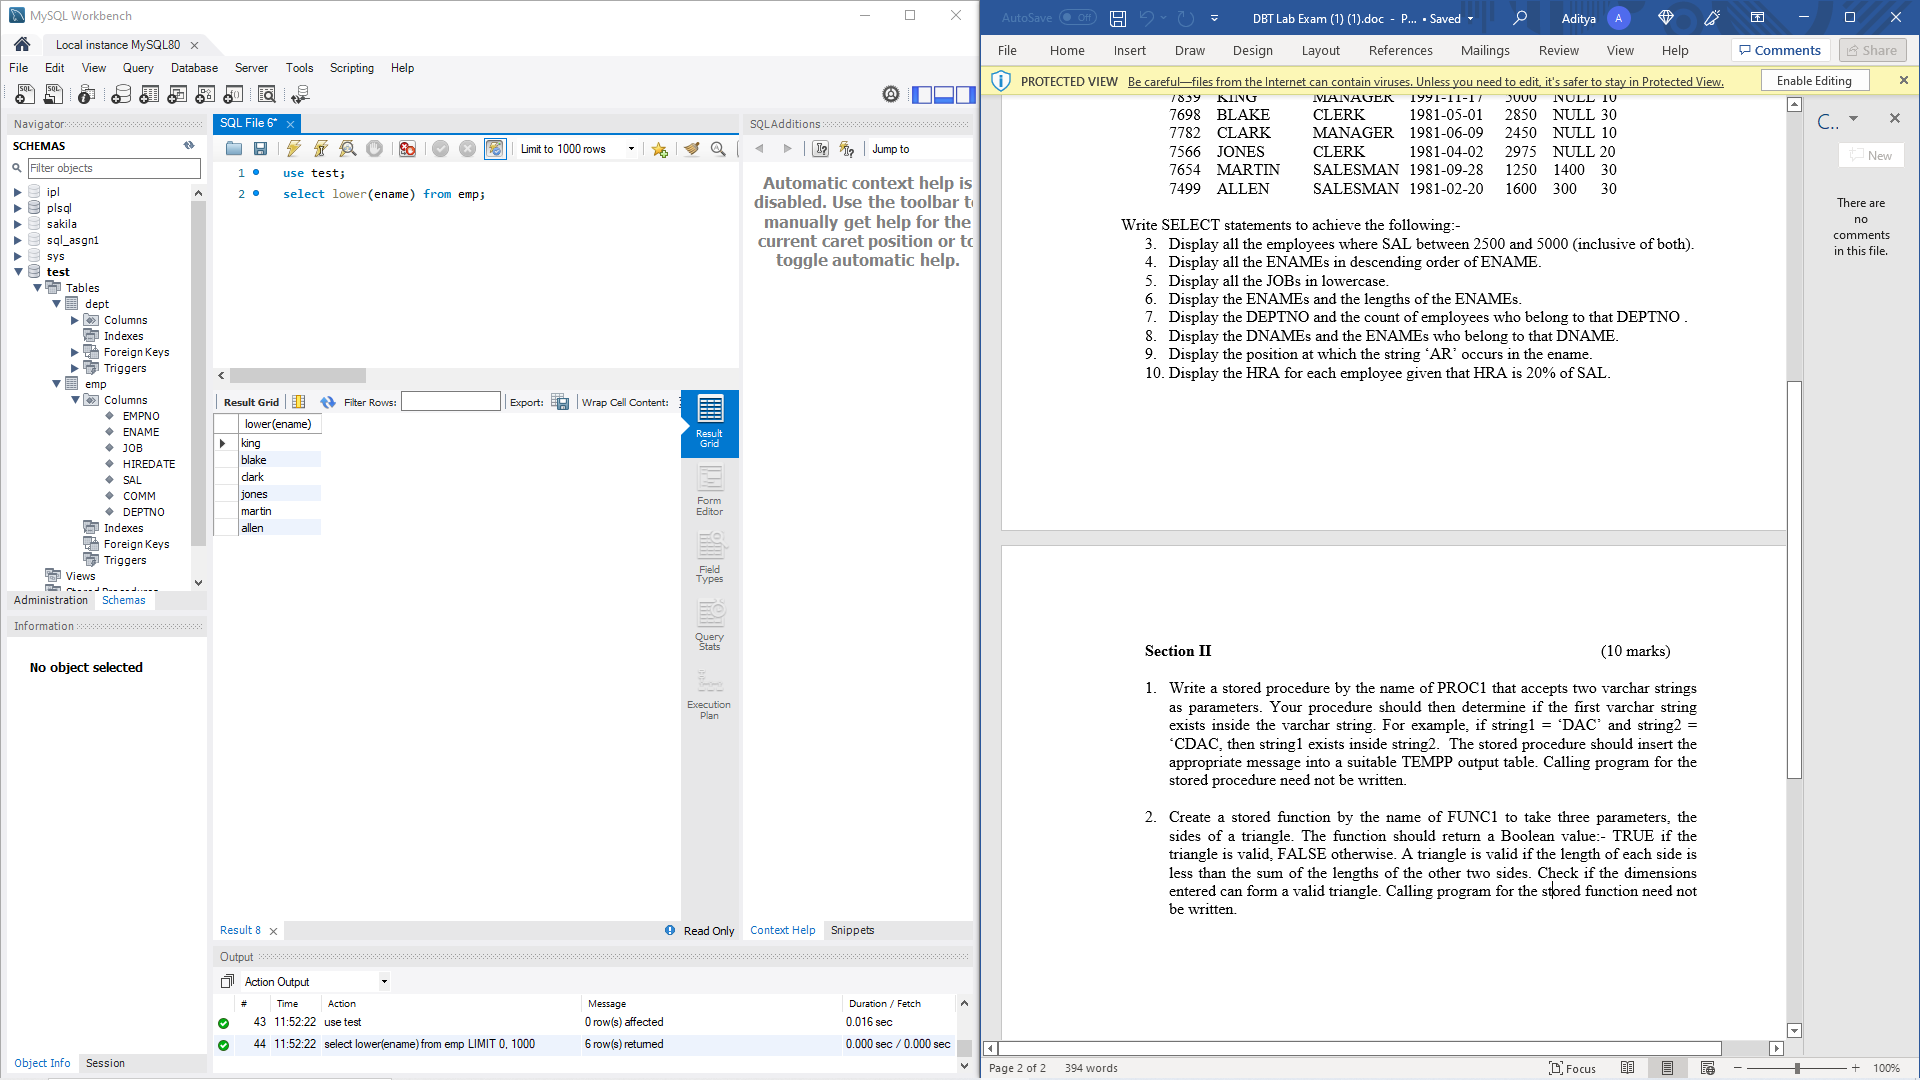 MySQL Workbench
Local instance MySQL80
File Edit View Query Database Server Tools Scripting Help
Navigator
SCHEMAS
Filter objects
ipl
plsql
sakila
sql_asgn1
sys
test
Tables
dept
Columns
Indexes
Foreign Keys
Triggers
emp
Columns
EMPNO
ENAME
JOB
HIREDATE
SAL
COMM
DEPTNO
Indexes
Foreign Keys
Triggers
Views
Administration Schemas
Information
No object selected
Object Info Session
SQL File 6*
Limit to 1000 rows
1 use test;
2 select lower(ename) from emp;
Result Grid Filter Rows: Export: Wrap Cell Content:
lower(ename)
king
blake
clark
jones
martin
allen
Result Grid
Form Editor
Field Types
Query Stats
Execution Plan
Result 8
Read Only
SQLAdditions
Jump to
Automatic context help is
disabled. Use the toolbar to
manually get help for the
current caret position or to
toggle automatic help.
Context Help Snippets
Output
Action Output
# Time Action Message Duration / Fetch
43 11:52:22 use test 0 row(s) affected 0.016 sec
44 11:52:22 select lower(ename) from emp LIMIT 0, 1000 6 row(s) returned 0.000 sec / 0.000 sec
AutoSave Off DBT Lab Exam (1) (1).doc - P... • Saved Aditya A
File Home Insert Draw Design Layout References Mailings Review View Help Comments Share
PROTECTED VIEW Be careful—files from the Internet can contain viruses. Unless you need to edit, it's safer to stay in Protected View. Enable Editing
7839 KING MANAGER 1991-11-17 5000 NULL 10
7698 BLAKE CLERK 1981-05-01 2850 NULL 30
7782 CLARK MANAGER 1981-06-09 2450 NULL 10
7566 JONES CLERK 1981-04-02 2975 NULL 20
7654 MARTIN SALESMAN 1981-09-28 1250 1400 30
7499 ALLEN SALESMAN 1981-02-20 1600 300 30
Write SELECT statements to achieve the following:-
3. Display all the employees where SAL between 2500 and 5000 (inclusive of both).
4. Display all the ENAMEs in descending order of ENAME.
5. Display all the JOBs in lowercase.
6. Display the ENAMEs and the lengths of the ENAMEs.
7. Display the DEPTNO and the count of employees who belong to that DEPTNO .
8. Display the DNAMEs and the ENAMEs who belong to that DNAME.
9. Display the position at which the string ‘AR’ occurs in the ename.
10. Display the HRA for each employee given that HRA is 20% of SAL.
Section II (10 marks)
1. Write a stored procedure by the name of PROC1 that accepts two varchar strings
as parameters. Your procedure should then determine if the first varchar string
exists inside the varchar string. For example, if string1 = ‘DAC’ and string2 =
‘CDAC, then string1 exists inside string2. The stored procedure should insert the
appropriate message into a suitable TEMPP output table. Calling program for the
stored procedure need not be written.
2. Create a stored function by the name of FUNC1 to take three parameters, the
sides of a triangle. The function should return a Boolean value:- TRUE if the
triangle is valid, FALSE otherwise. A triangle is valid if the length of each side is
less than the sum of the lengths of the other two sides. Check if the dimensions
entered can form a valid triangle. Calling program for the stored function need not
be written.
C..
New
There are
no
comments
in this file.
Page 2 of 2 394 words Focus 100%